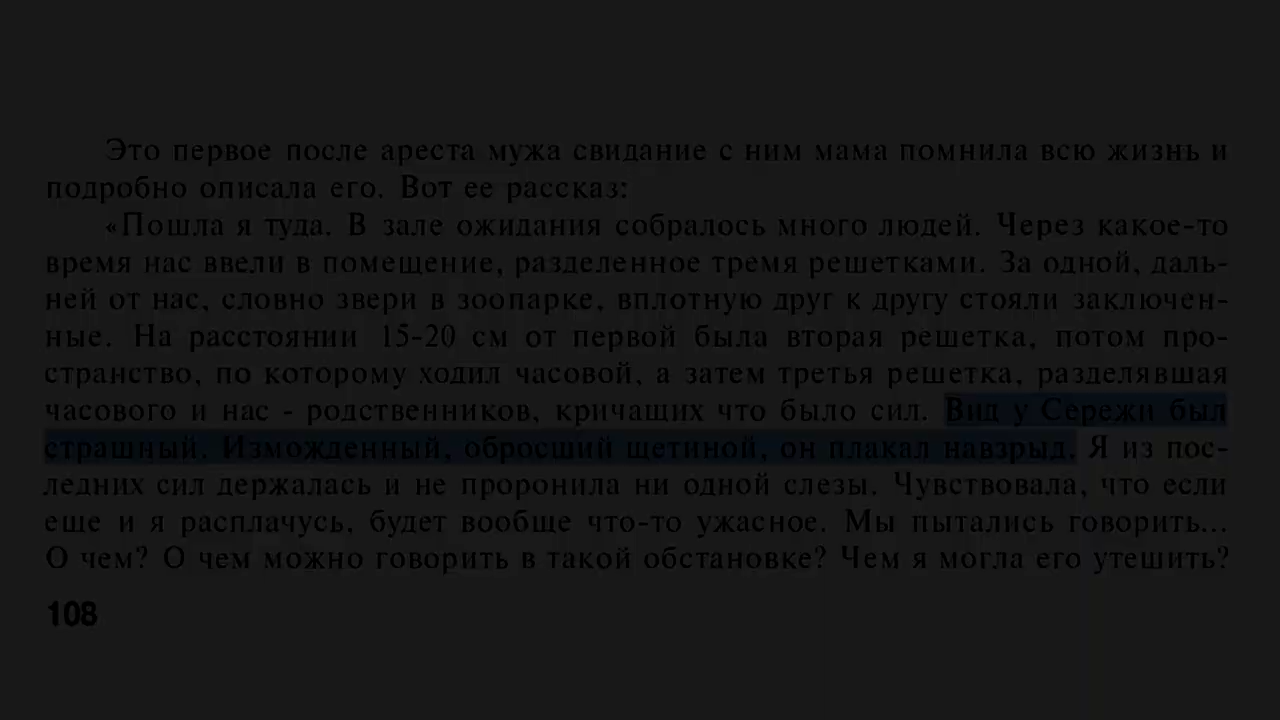 Это первое после ареста мужа свидание с ним мама помнила всю жизнь и
подробно описала его. Вот ее рассказ:
«Пошла я туда. В зале ожидания собралось много людей. Через какое-то
время нас ввели в помещение, разделенное тремя решетками. За одной, даль-
ней от нас, словно звери в зоопарке, вплотную друг к другу стояли заключен-
ные. На расстоянии 15-20 см от первой была вторая решетка, потом про-
странство, по которому ходил часовой, а затем третья решетка, разделявшая
часового и нас - родственников, кричащих что было сил. Вид у Сережи был
страшный. Изможденный, обросший щетиной, он плакал навзрыд. Я из пос-
ледних сил держалась и не проронила ни одной слезы. Чувствовала, что если
еще и я расплачусь, будет вообще что-то ужасное. Мы пытались говорить...
О чем? О чем можно говорить в такой обстановке? Чем я могла его утешить?
108